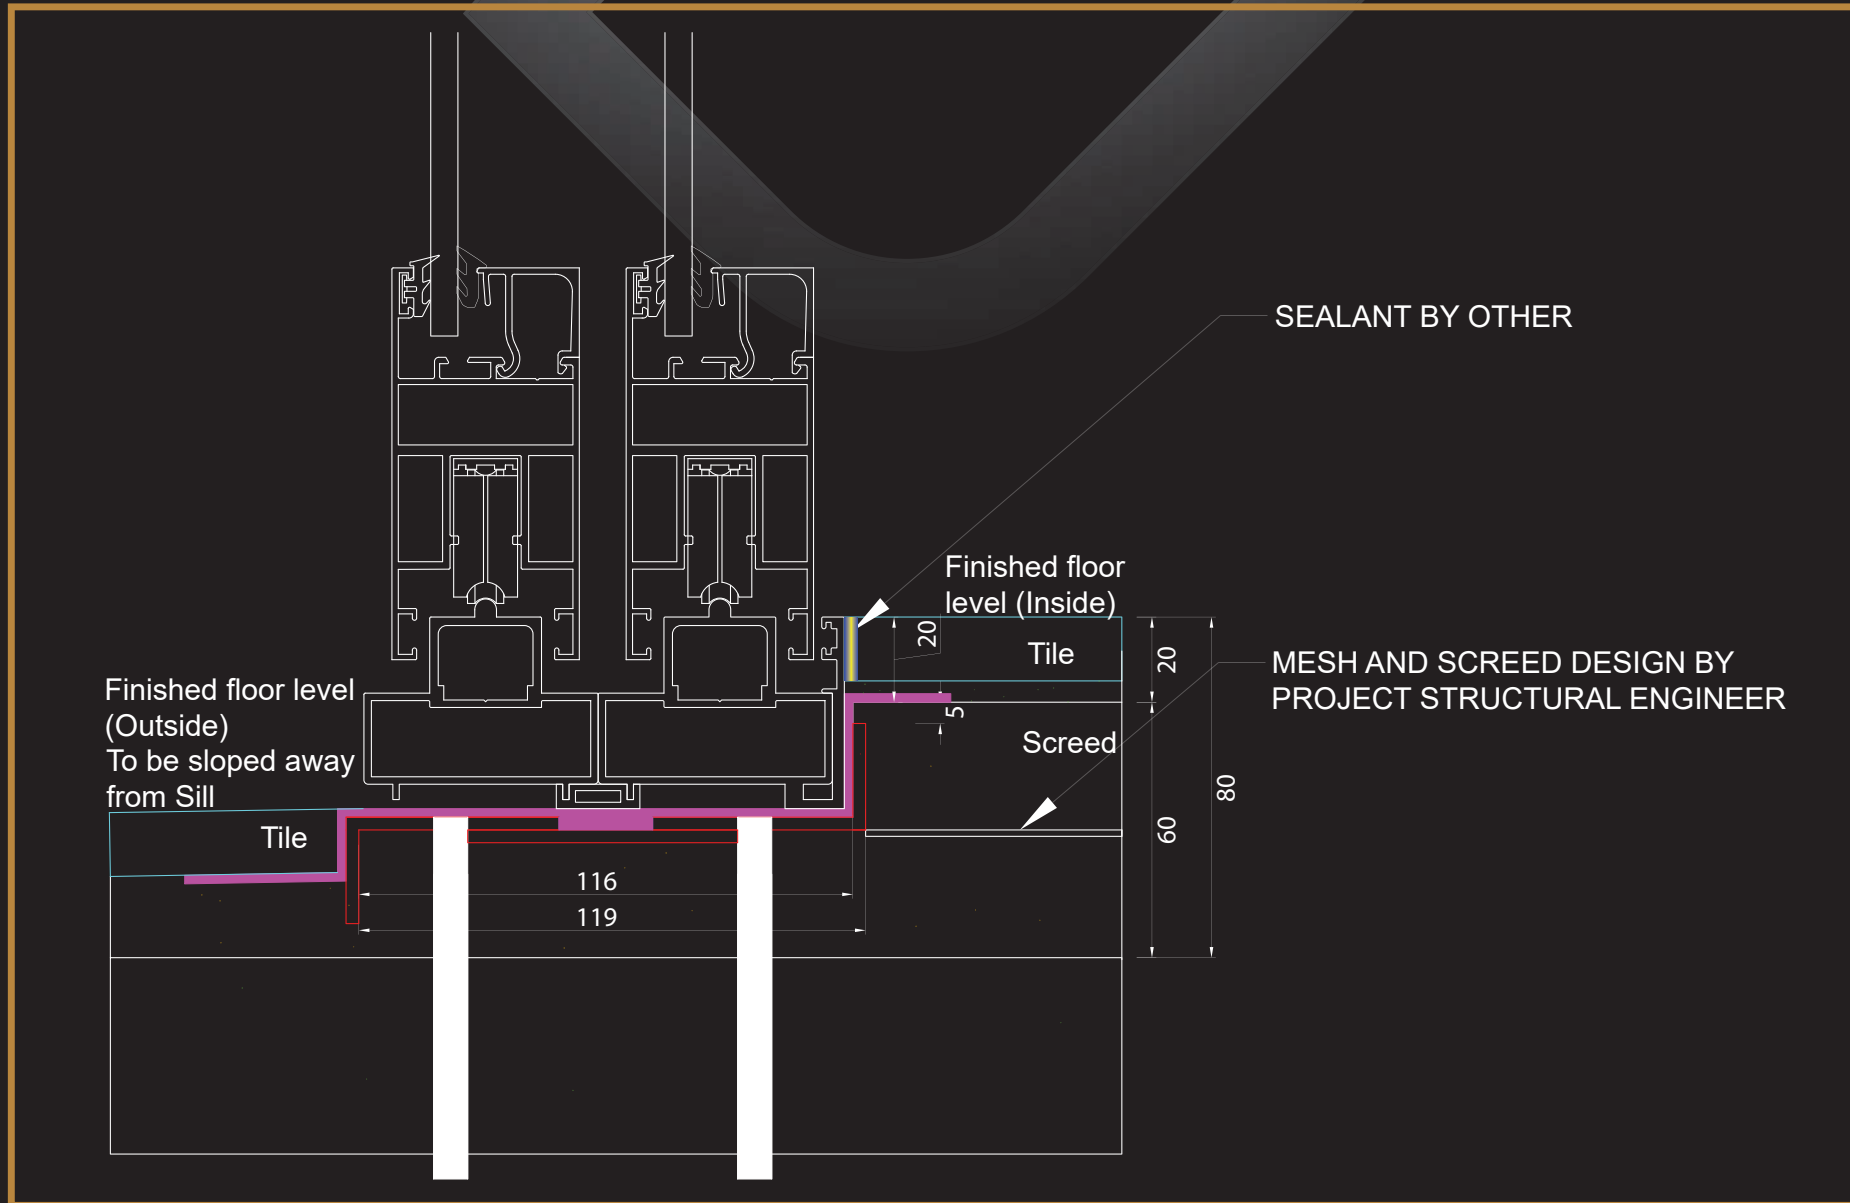 SEALANT BY OTHER
Finished floor
level (Inside)
20
Tile
20
MESH AND SCREED DESIGN BY
PROJECT STRUCTURAL ENGINEER
Finished floor level
(Outside)
To be sloped away
from Sill
5
Screed
80
60
Tile
116
119